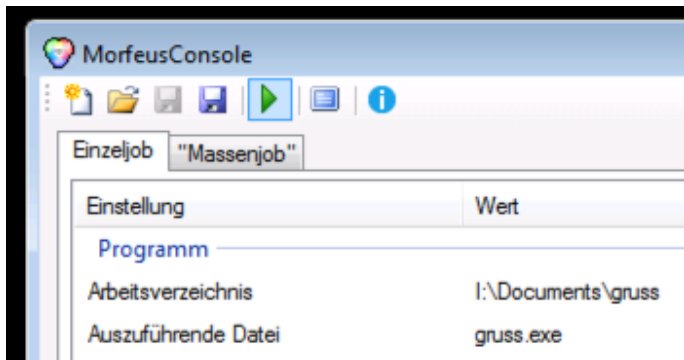 MorfeusConsole
Einzeljob "Massenjob"
Einstellung Wert
Programm
Arbeitsverzeichnis I:\Documents\gruss
Auszuführende Datei gruss.exe